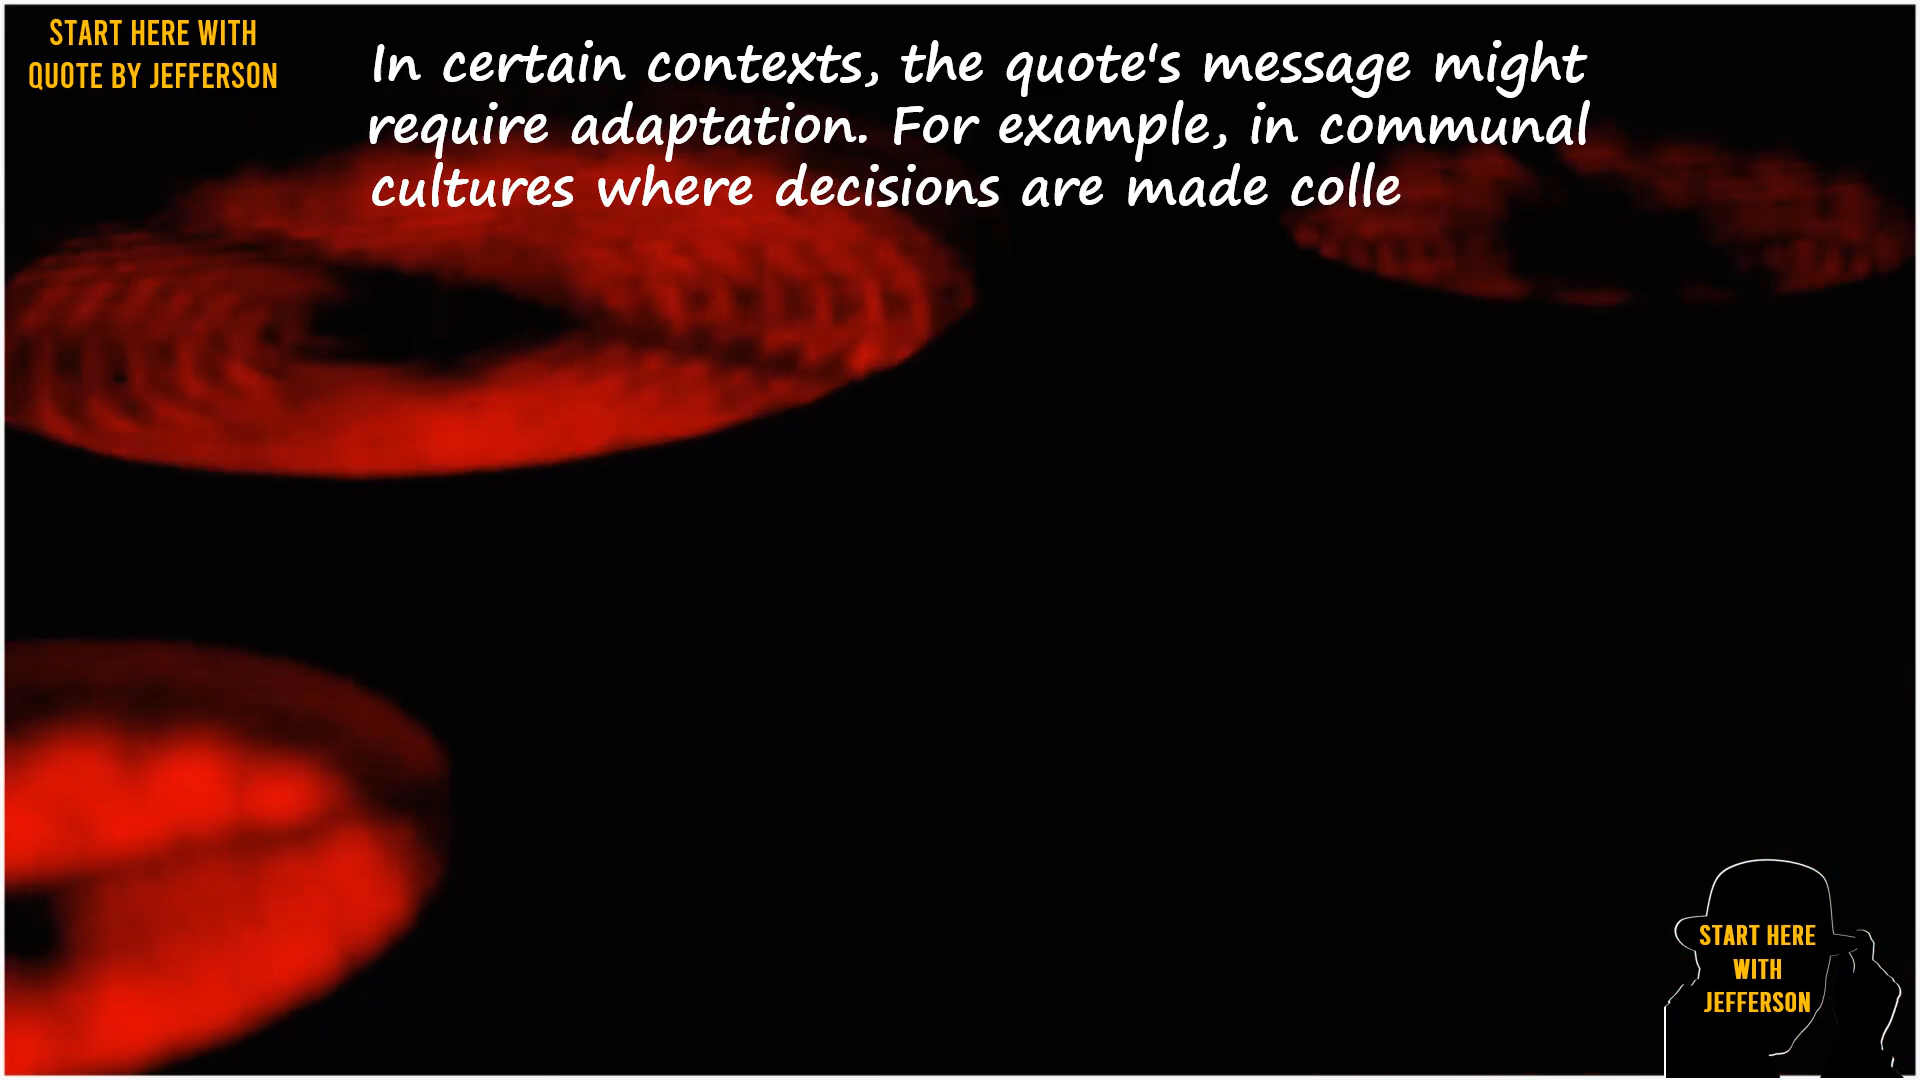 START HERE WITH
QUOTE BY JEFFERSON
In certain contexts, the quote's message might
require adaptation. For example, in communal
cultures where decisions are made colle
START HERE
WITH
JEFFERSON